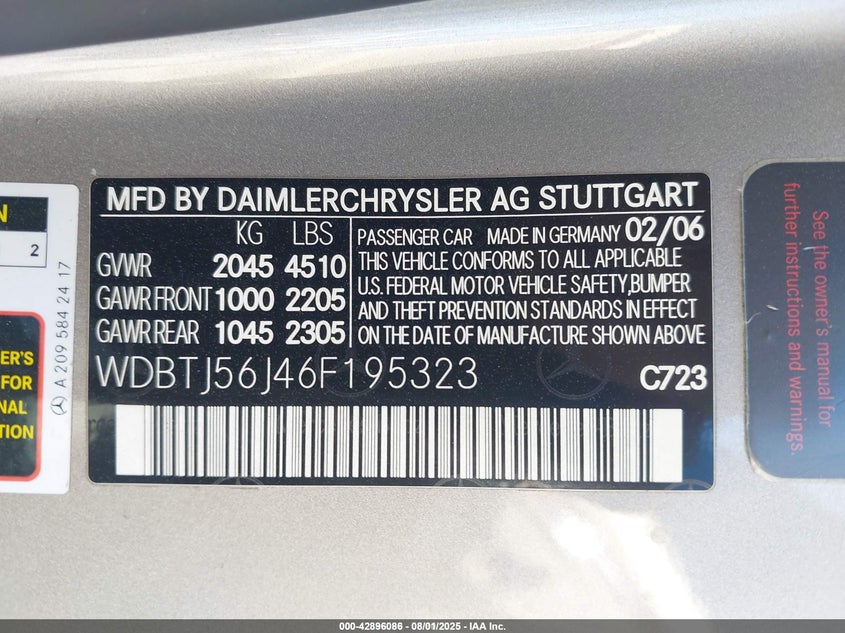 N
2
A 209 584 24 17
ER'S
FOR
NAL
TION
MFD BY DAIMLERCHRYSLER AG STUTTGART
KG LBS
GVWR 2045 4510
GAWR FRONT 1000 2205
GAWR REAR 1045 2305
PASSENGER CAR MADE IN GERMANY 02/06
THIS VEHICLE CONFORMS TO ALL APPLICABLE
U.S. FEDERAL MOTOR VEHICLE SAFETY,BUMPER
AND THEFT PREVENTION STANDARDS IN EFFECT
ON THE DATE OF MANUFACTURE SHOWN ABOVE
WDBTJ56J46F195323 C723
See the owner's manual for
further instructions and warnings.
000-42896086 - 08/01/2025 - IAA Inc.